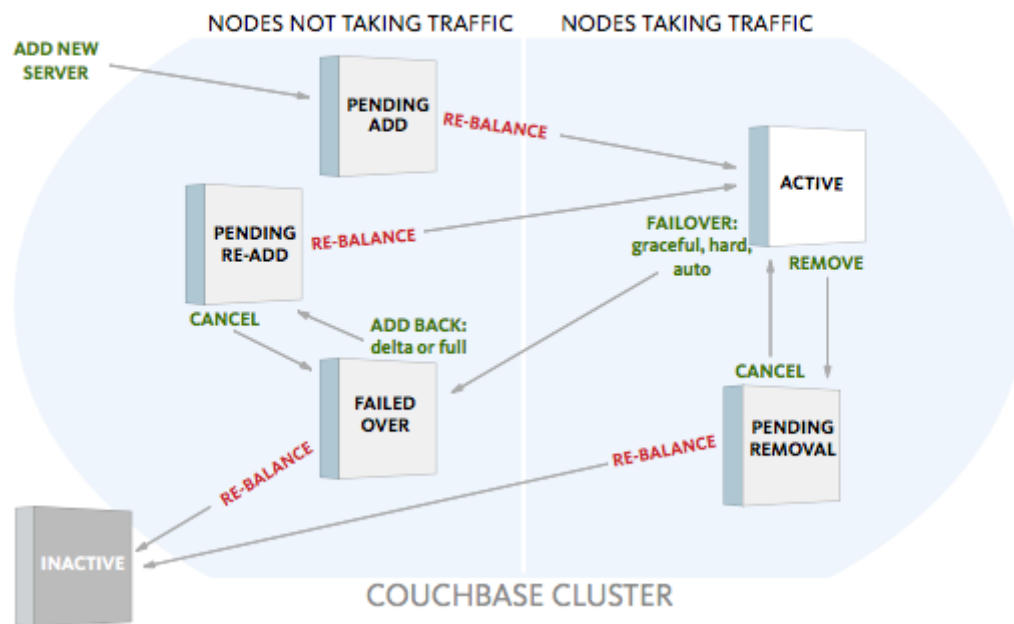 NODES NOT TAKING TRAFFIC
NODES TAKING TRAFFIC
ADD NEW
SERVER
PENDING
ADD
RE-BALANCE
ACTIVE
PENDING
RE-ADD
RE-BALANCE
FAILOVER:
graceful, hard,
auto
REMOVE
CANCEL
ADD BACK:
delta or full
CANCEL
FAILED
OVER
PENDING
REMOVAL
RE-BALANCE
RE-BALANCE
INACTIVE
COUCHBASE CLUSTER